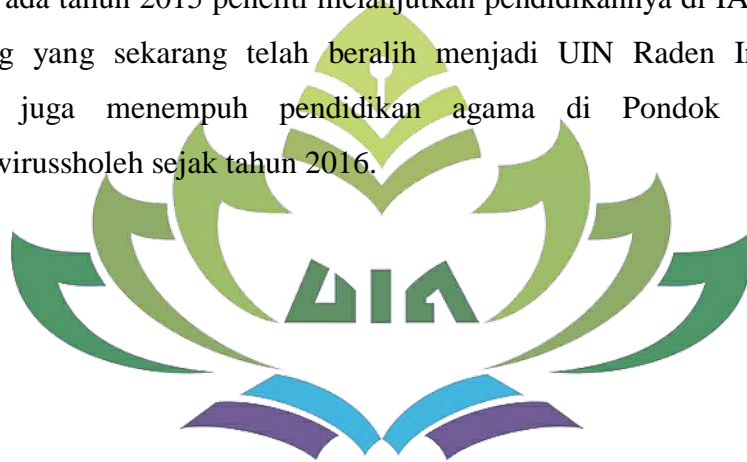 ada tahun 2015 peneliti melanjutkan pendidikannya di IA
g yang sekarang telah beralih menjadi UIN Raden In
juga menempuh pendidikan agama di Pondok
virussholeh sejak tahun 2016.
UIN